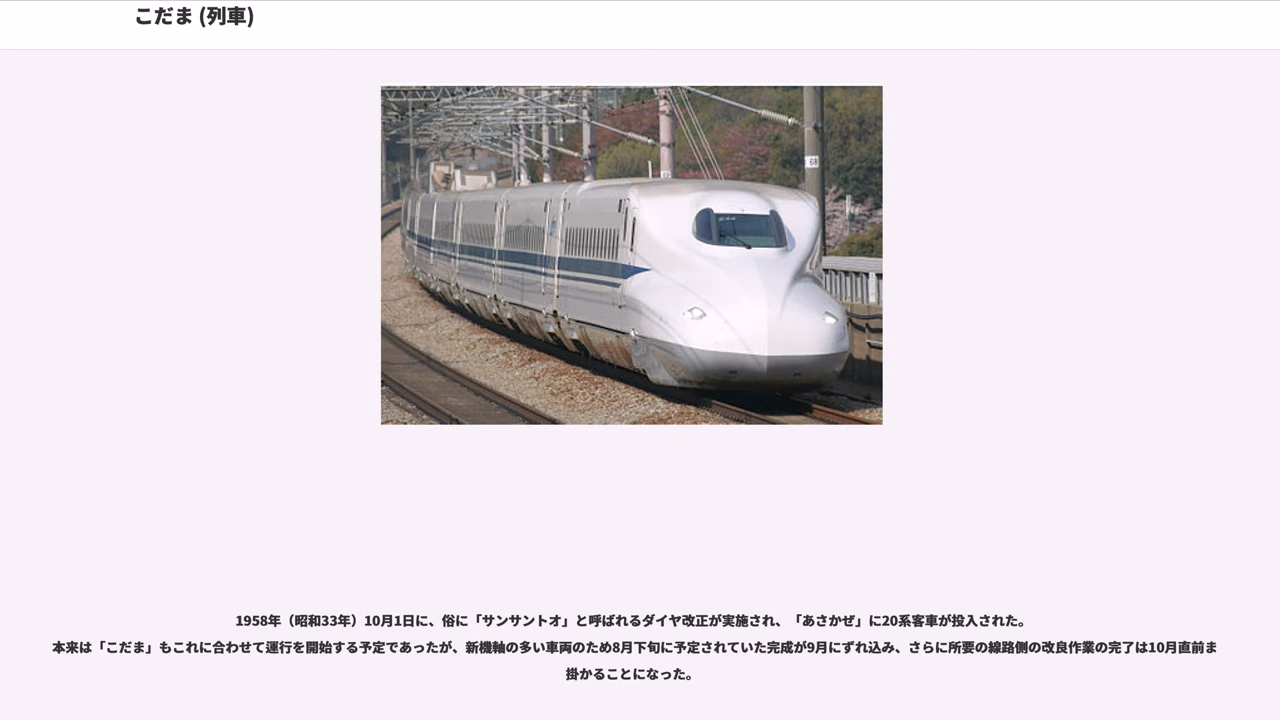 こだま (列車)
68
1958年（昭和33年）10月1日に、俗に「サンサントオ」と呼ばれるダイヤ改正が実施され、「あさかぜ」に20系客車が投入された。
本来は「こだま」もこれに合わせて運行を開始する予定であったが、新機軸の多い車両のため8月下旬に予定されていた完成が9月にずれ込み、さらに所要の線路側の改良作業の完了は10月直前ま
掛かることになった。